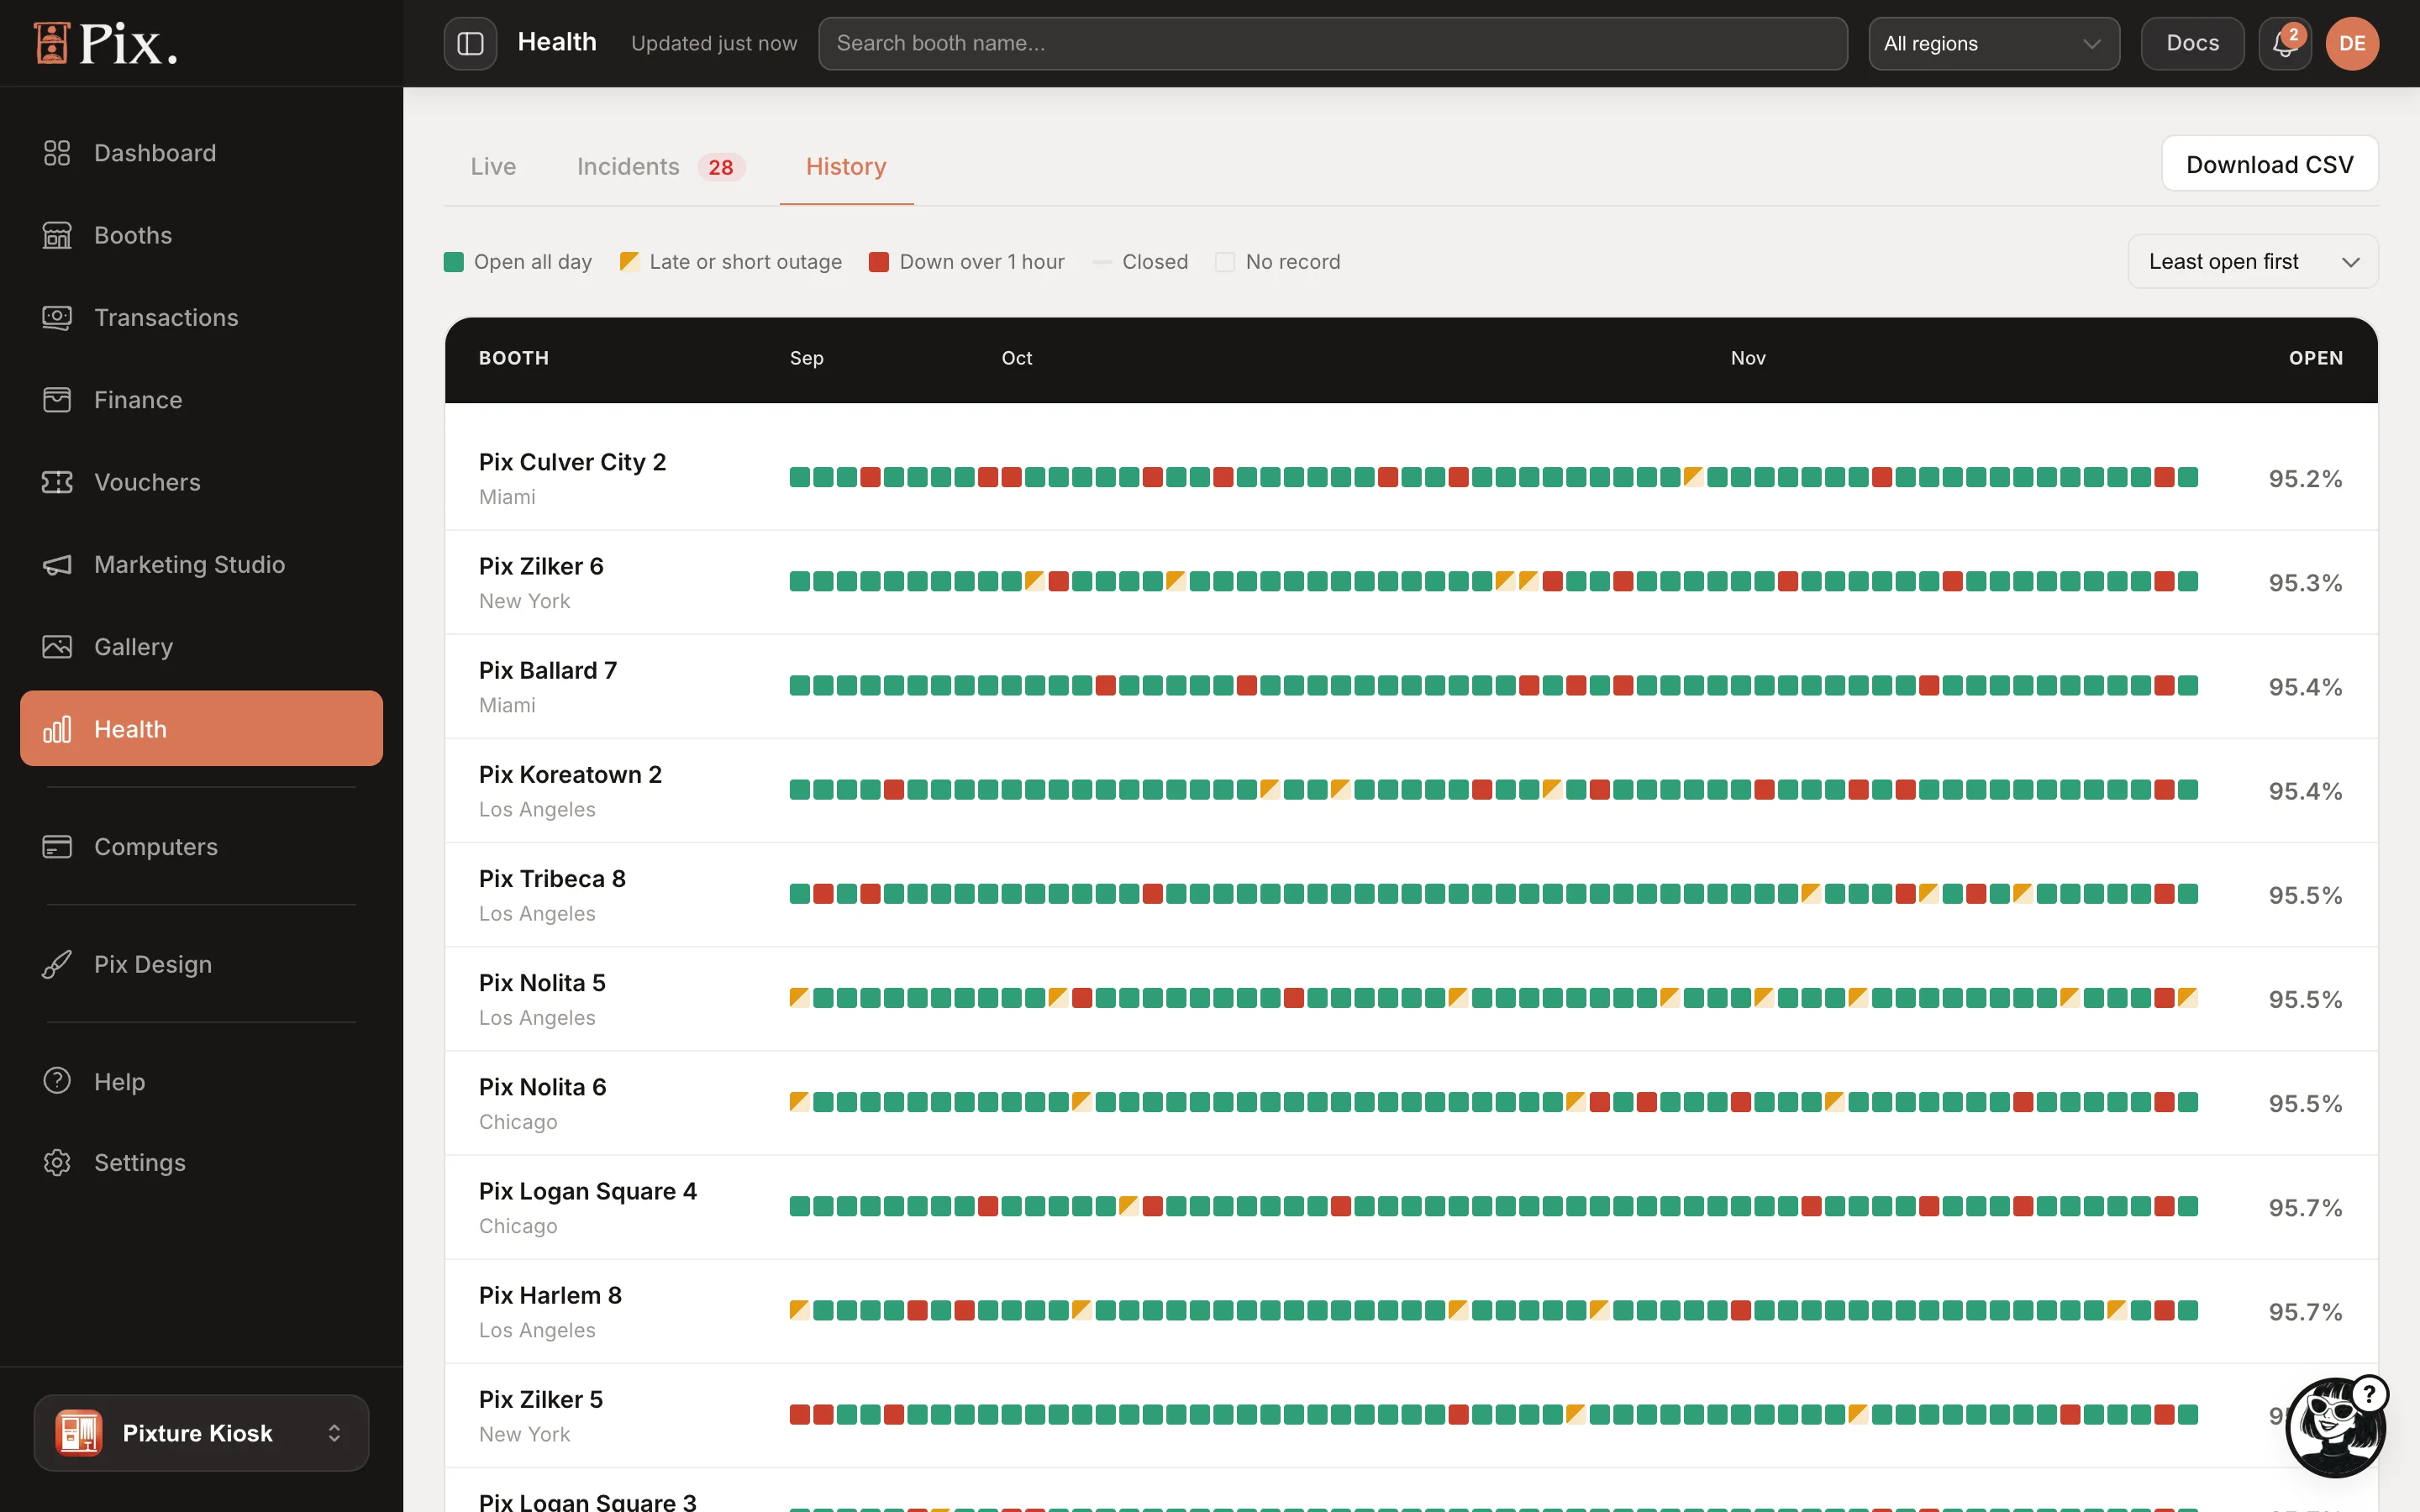 Pix.
Health
Updated just now
Search booth name...
All regions
Docs
2
DE
Dashboard
Booths
Transactions
Finance
Vouchers
Marketing Studio
Gallery
Health
Computers
Pix Design
Help
Settings
Pixture Kiosk
Live
Incidents 28
History
Download CSV
Open all day
Late or short outage
Down over 1 hour
Closed
No record
Least open first
BOOTH Sep Oct Nov OPEN
Pix Culver City 2
Miami
95.2%
Pix Zilker 6
New York
95.3%
Pix Ballard 7
Miami
95.4%
Pix Koreatown 2
Los Angeles
95.4%
Pix Tribeca 8
Los Angeles
95.5%
Pix Nolita 5
Los Angeles
95.5%
Pix Nolita 6
Chicago
95.5%
Pix Logan Square 4
Chicago
95.7%
Pix Harlem 8
Los Angeles
95.7%
Pix Zilker 5
New York
?
Pix Logan Square 3